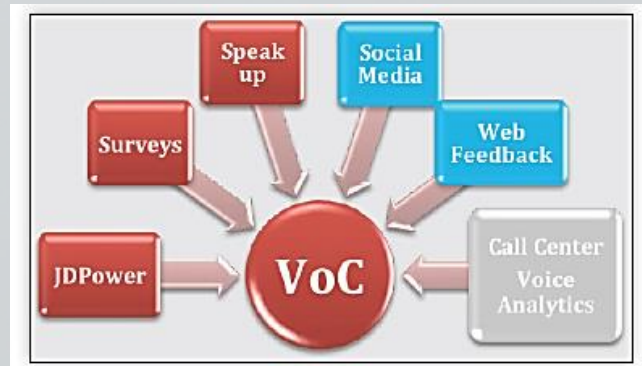 Speak
up
Social
Media
Surveys
Web
Feedback
JDPower
VoC
Call Center
Voice
Analytics